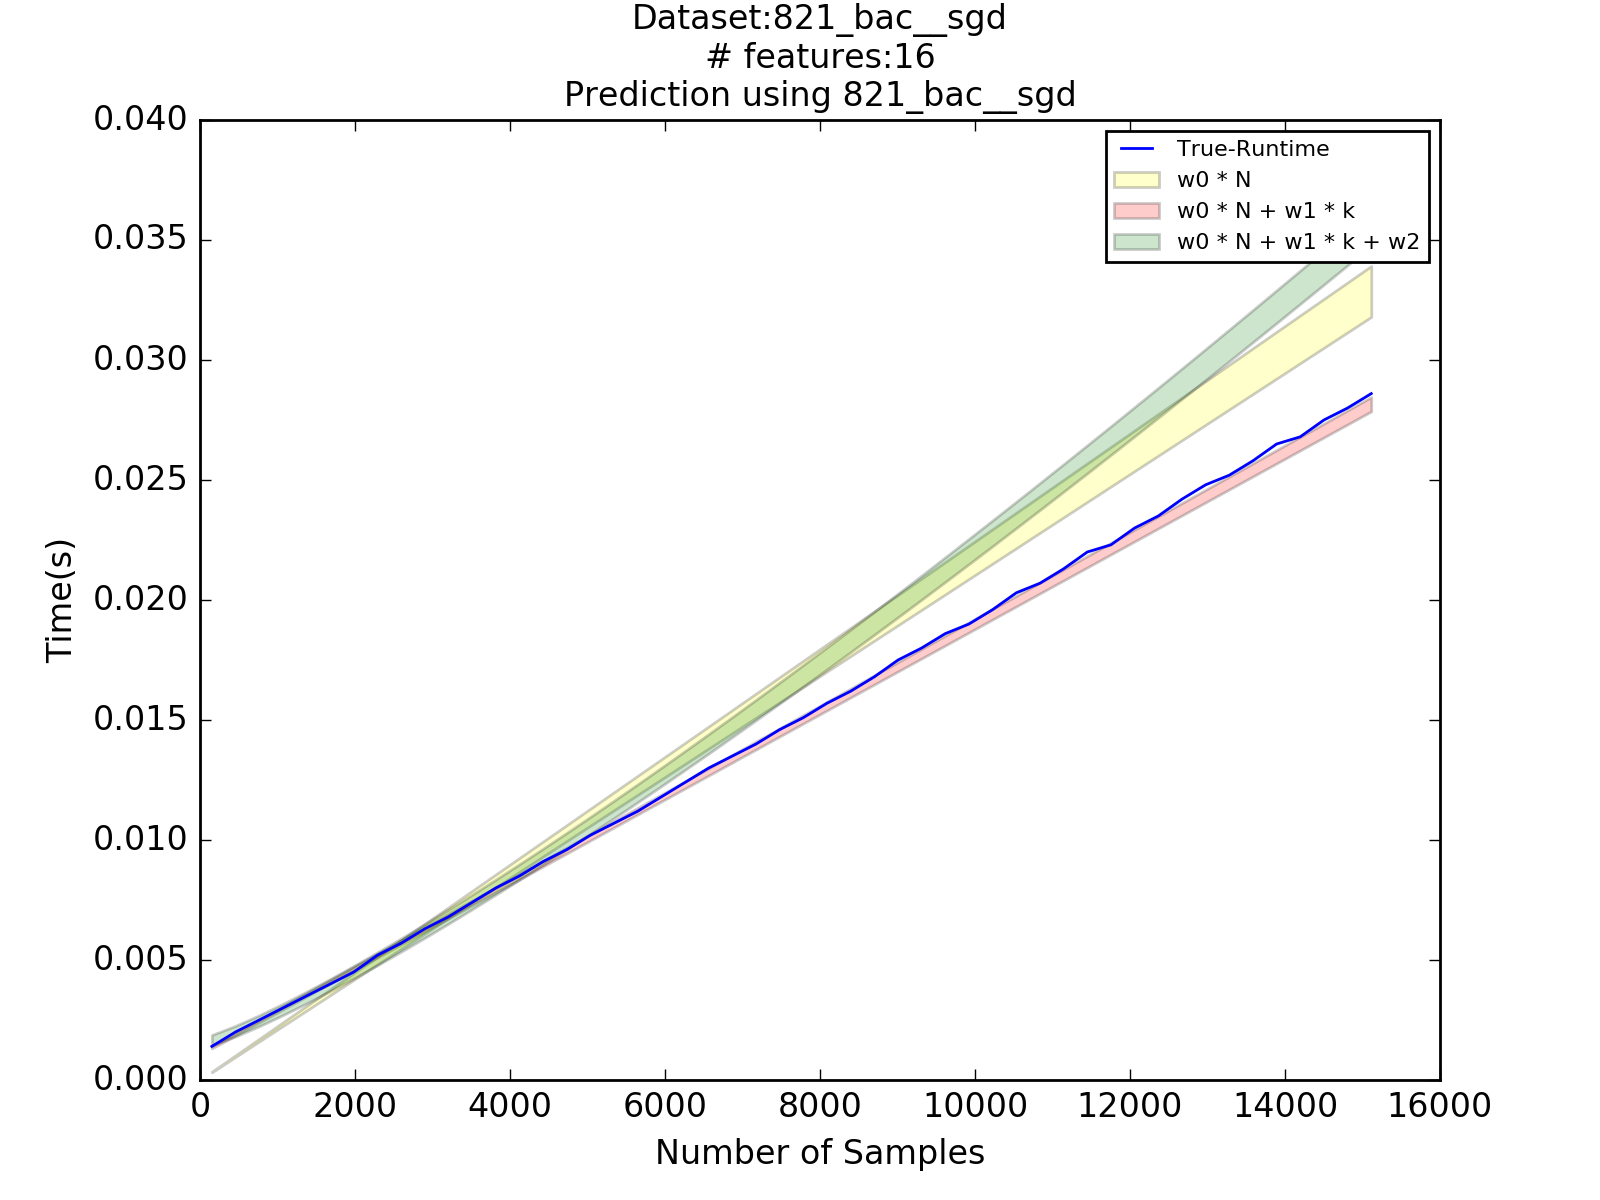 Dataset:821_bac__sgd
# features:16
Prediction using 821_bac__sgd
0.040
0.035
0.030
0.025
0.020
0.015
0.010
0.005
0.000
Time(s)
True-Runtime
w0 * N
w0 * N + w1 * k
w0 * N + w1 * k + w2
0 2000 4000 6000 8000 10000 12000 14000 16000
Number of Samples